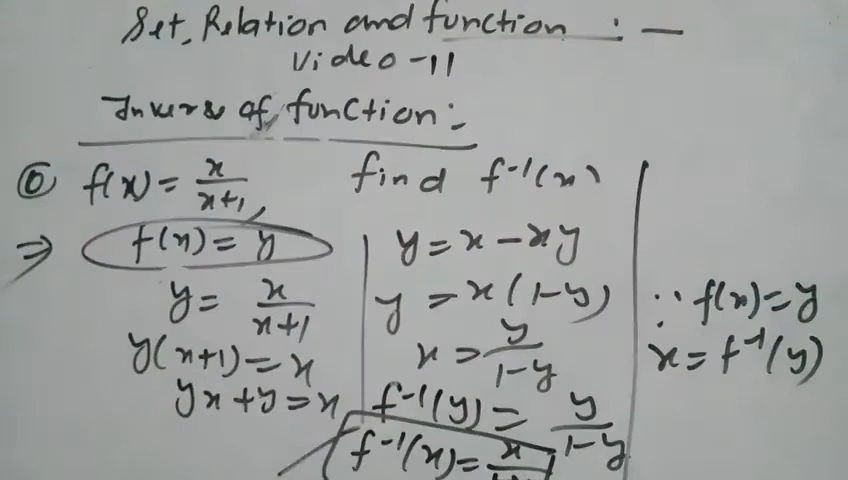 Set, Relation and function : —
Video -11
Inverse of function :-
⓪ f(x) = x/(x+1), find f⁻¹(x)
⇒ f(x) = y
y = x/(x+1)
y(x+1) = x
yx + y = x
y = x - xy
y = x(1-y)
x = y/(1-y)
f⁻¹(y) = y/(1-y)
f⁻¹(x) = x/
∵ f(x) = y
x = f⁻¹(y)